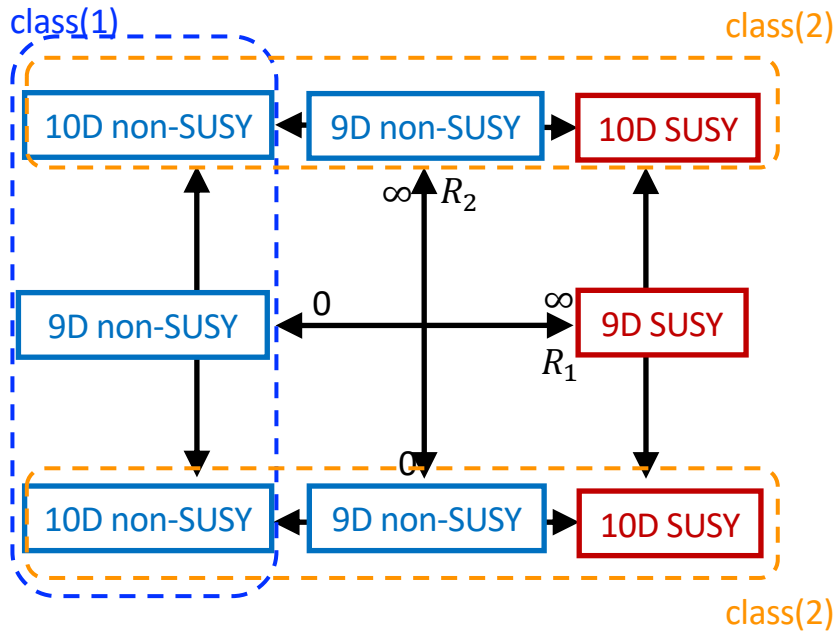 class(1)
class(2)
10D non-SUSY
9D non-SUSY
10D SUSY
∞
R₂
9D non-SUSY
0
∞
9D SUSY
R₁
0
10D non-SUSY
9D non-SUSY
10D SUSY
class(2)